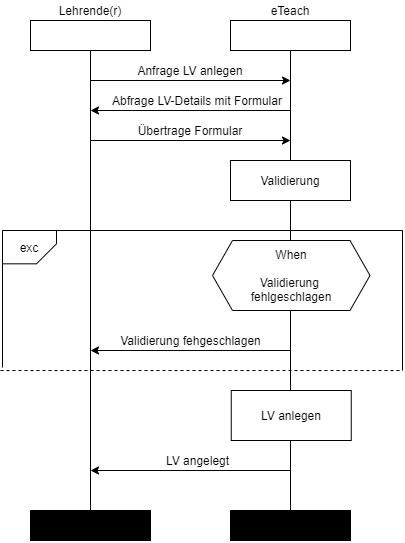 Lehrende(r)
eTeach
Anfrage LV anlegen
Abfrage LV-Details mit Formular
Übertrage Formular
Validierung
exc
When
Validierung
fehlgeschlagen
Validierung fehgeschlagen
LV anlegen
LV angelegt